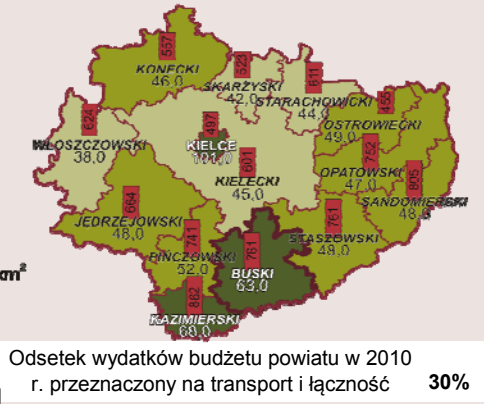 557
KONECKI
46,0
523
SKARŻYSKI
42,0
611
STARACHOWICKI
44,0
455
OSTROWIECKI
49,0
624
WŁOSZCZOWSKI
38,0
497
KIELCE
101,0
601
KIELECKI
45,0
752
OPATOWSKI
47,0
805
SANDOMIERSKI
48,0
664
JEDRZEJOWSKI
48,0
741
PIŃCZOWSKI
52,0
761
BUSKI
63,0
761
STASZOWSKI
48,0
862
KAZIMIERSKI
68,0
km²
Odsetek wydatków budżetu powiatu w 2010
r. przeznaczony na transport i łączność 30%